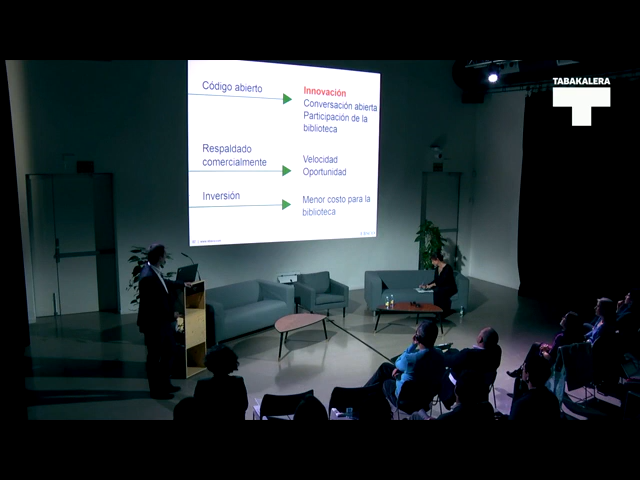 TABAKALERA
Código abierto
Innovación
Conversación abierta
Participación de la
biblioteca
Respaldado
comercialmente
Velocidad
Oportunidad
Inversión
Menor costo para la
biblioteca